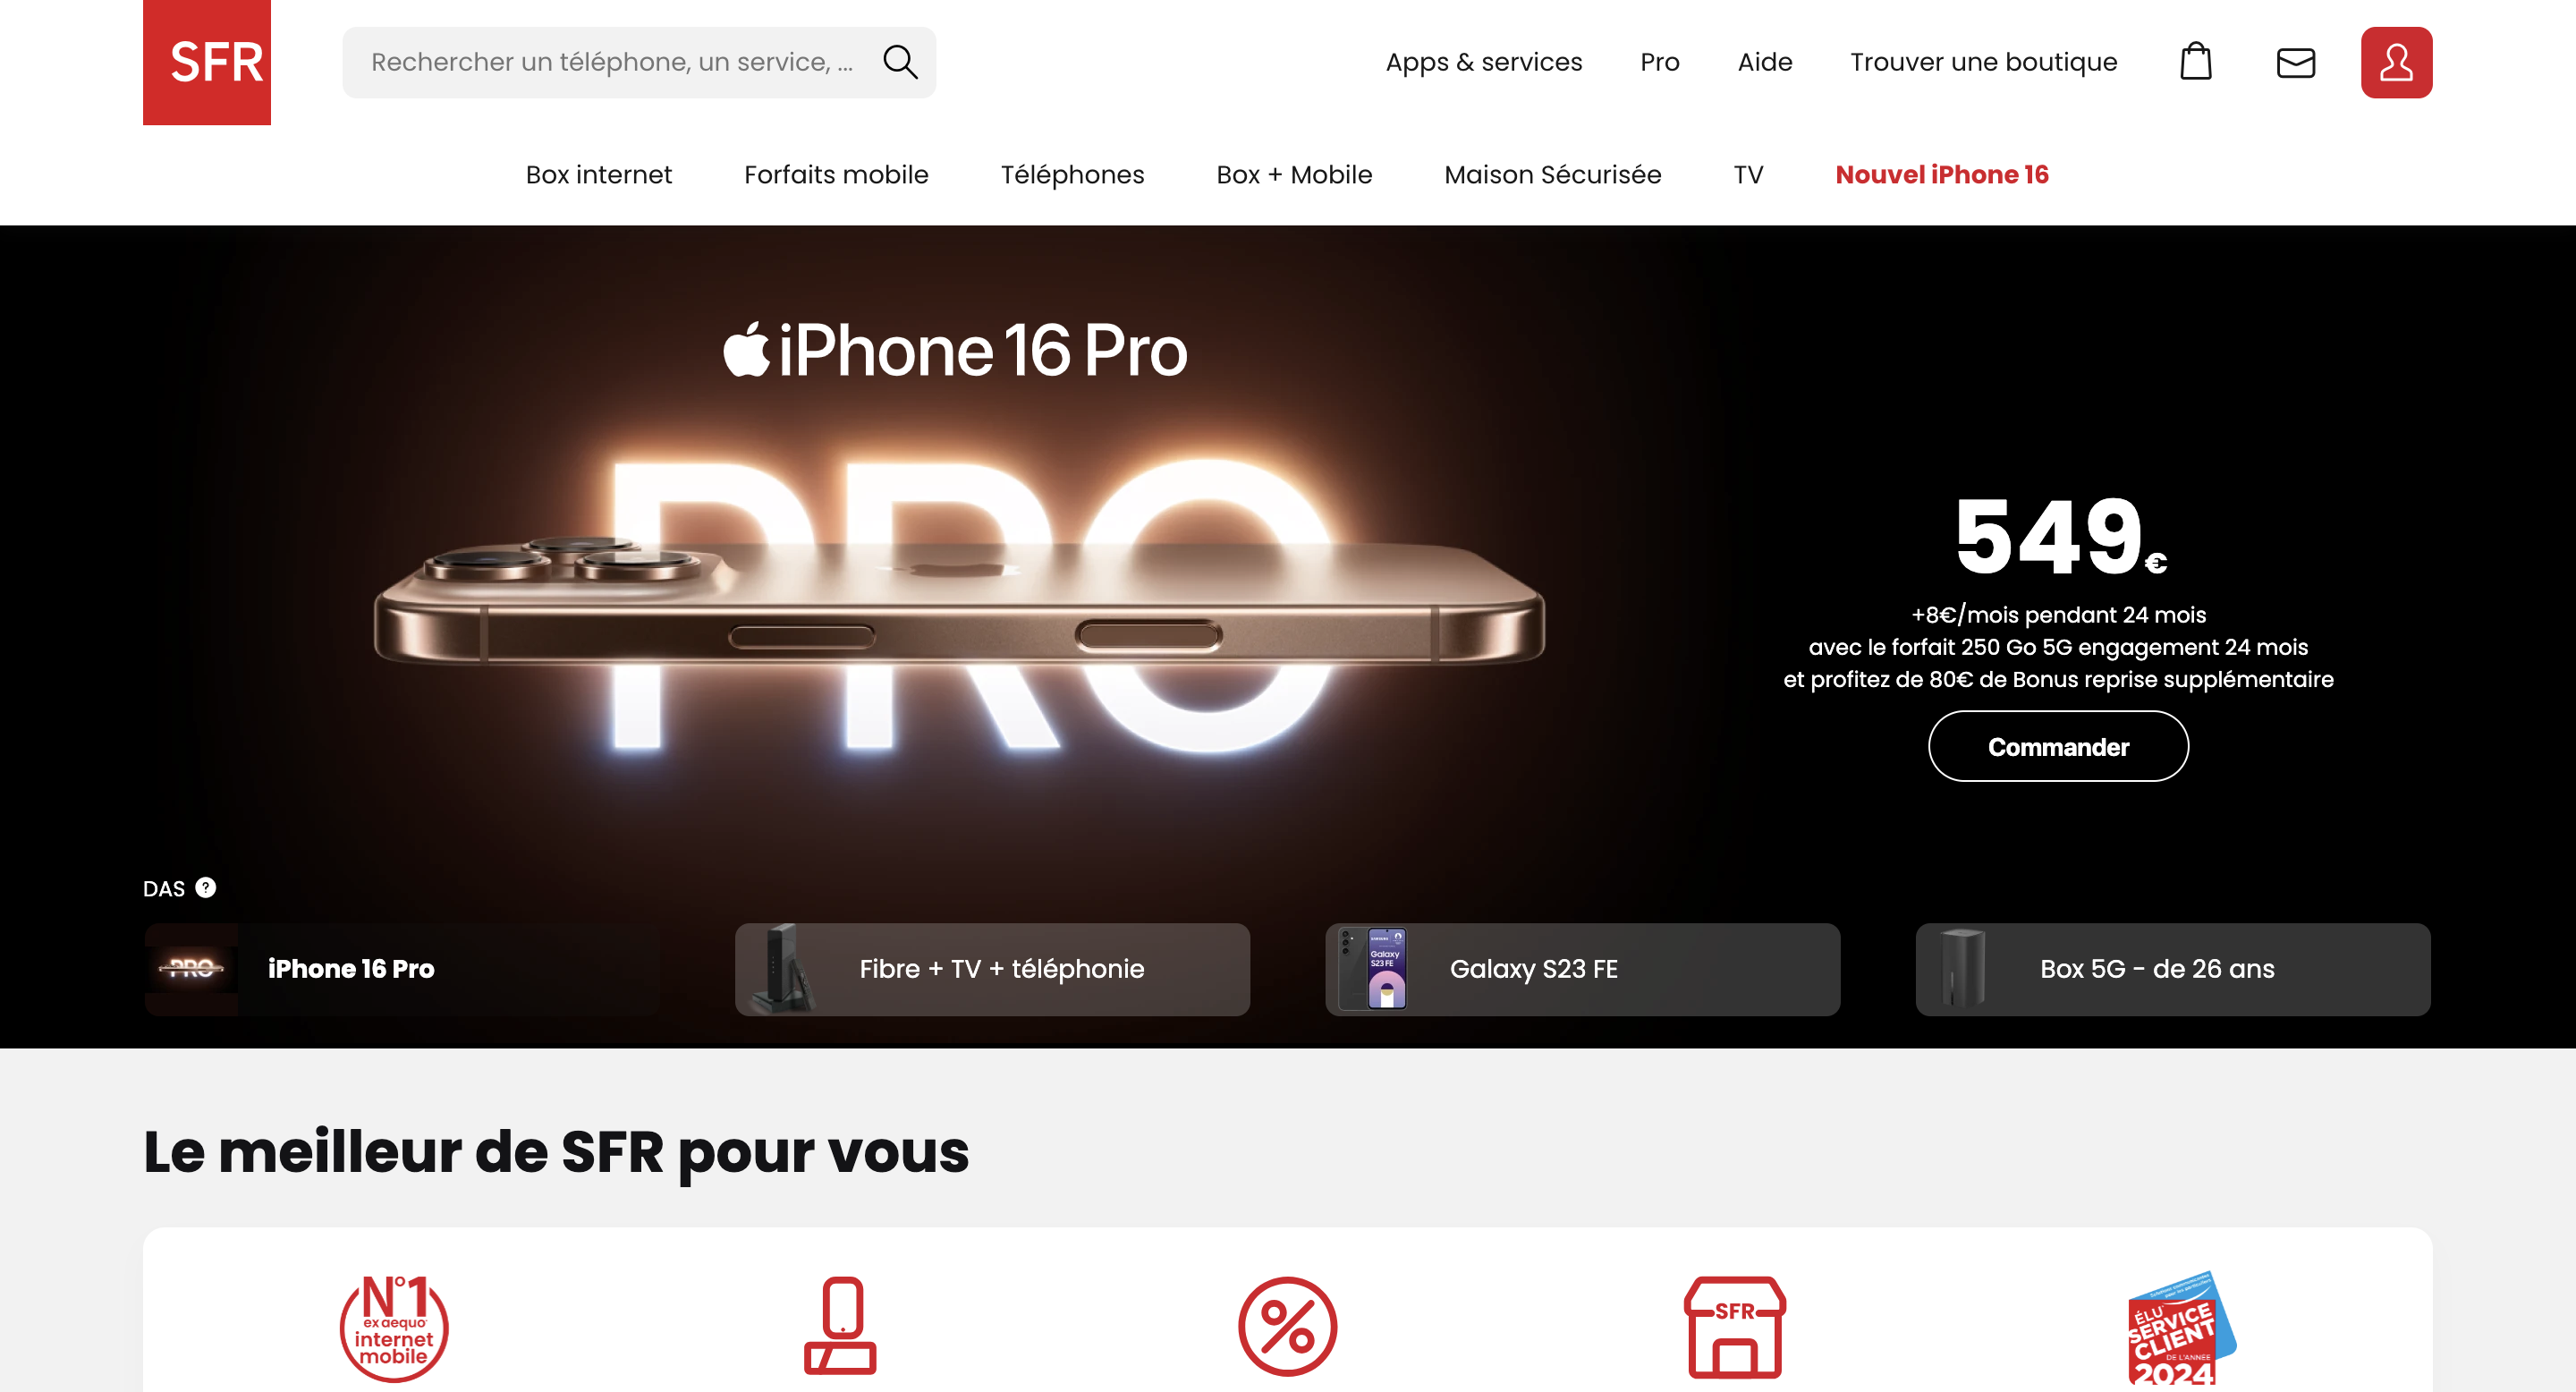 SFR
Rechercher un téléphone, un service, ...
Apps & services
Pro
Aide
Trouver une boutique
Box internet
Forfaits mobile
Téléphones
Box + Mobile
Maison Sécurisée
TV
Nouvel iPhone 16
iPhone 16 Pro
PRO
549€
+8€/mois pendant 24 mois
avec le forfait 250 Go 5G engagement 24 mois
et profitez de 80€ de Bonus reprise supplémentaire
Commander
DAS ?
PRO
iPhone 16 Pro
Fibre + TV + téléphonie
Galaxy
S23 FE
Galaxy S23 FE
Box 5G - de 26 ans
Le meilleur de SFR pour vous
N°1
ex aequo
internet
mobile
%
SFR
ÉLU
SERVICE
CLIENT
DE L'ANNÉE
2024